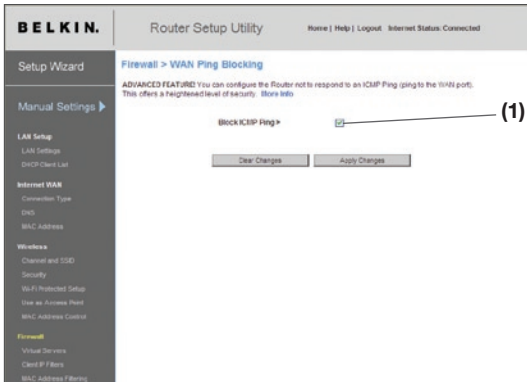 BELKIN.
Router Setup Utility
Home | Help | Logout Internet Status: Connected
Setup Wizard
Manual Settings
LAN Setup
LAN Settings
DHCP Client List
Internet WAN
Connection Type
DNS
MAC Address
Wireless
Channel and SSID
Security
Wi-Fi Protected Setup
Use as Access Point
MAC Address Control
Firewall
Virtual Servers
Client IP Filters
MAC Address Filtering
Firewall > WAN Ping Blocking
ADVANCED FEATURE! You can configure the Router not to respond to an ICMP Ping (ping to the WAN port).
This offers a heightened level of security. More Info
Block ICMP Ping >
(1)
Clear Changes
Apply Changes